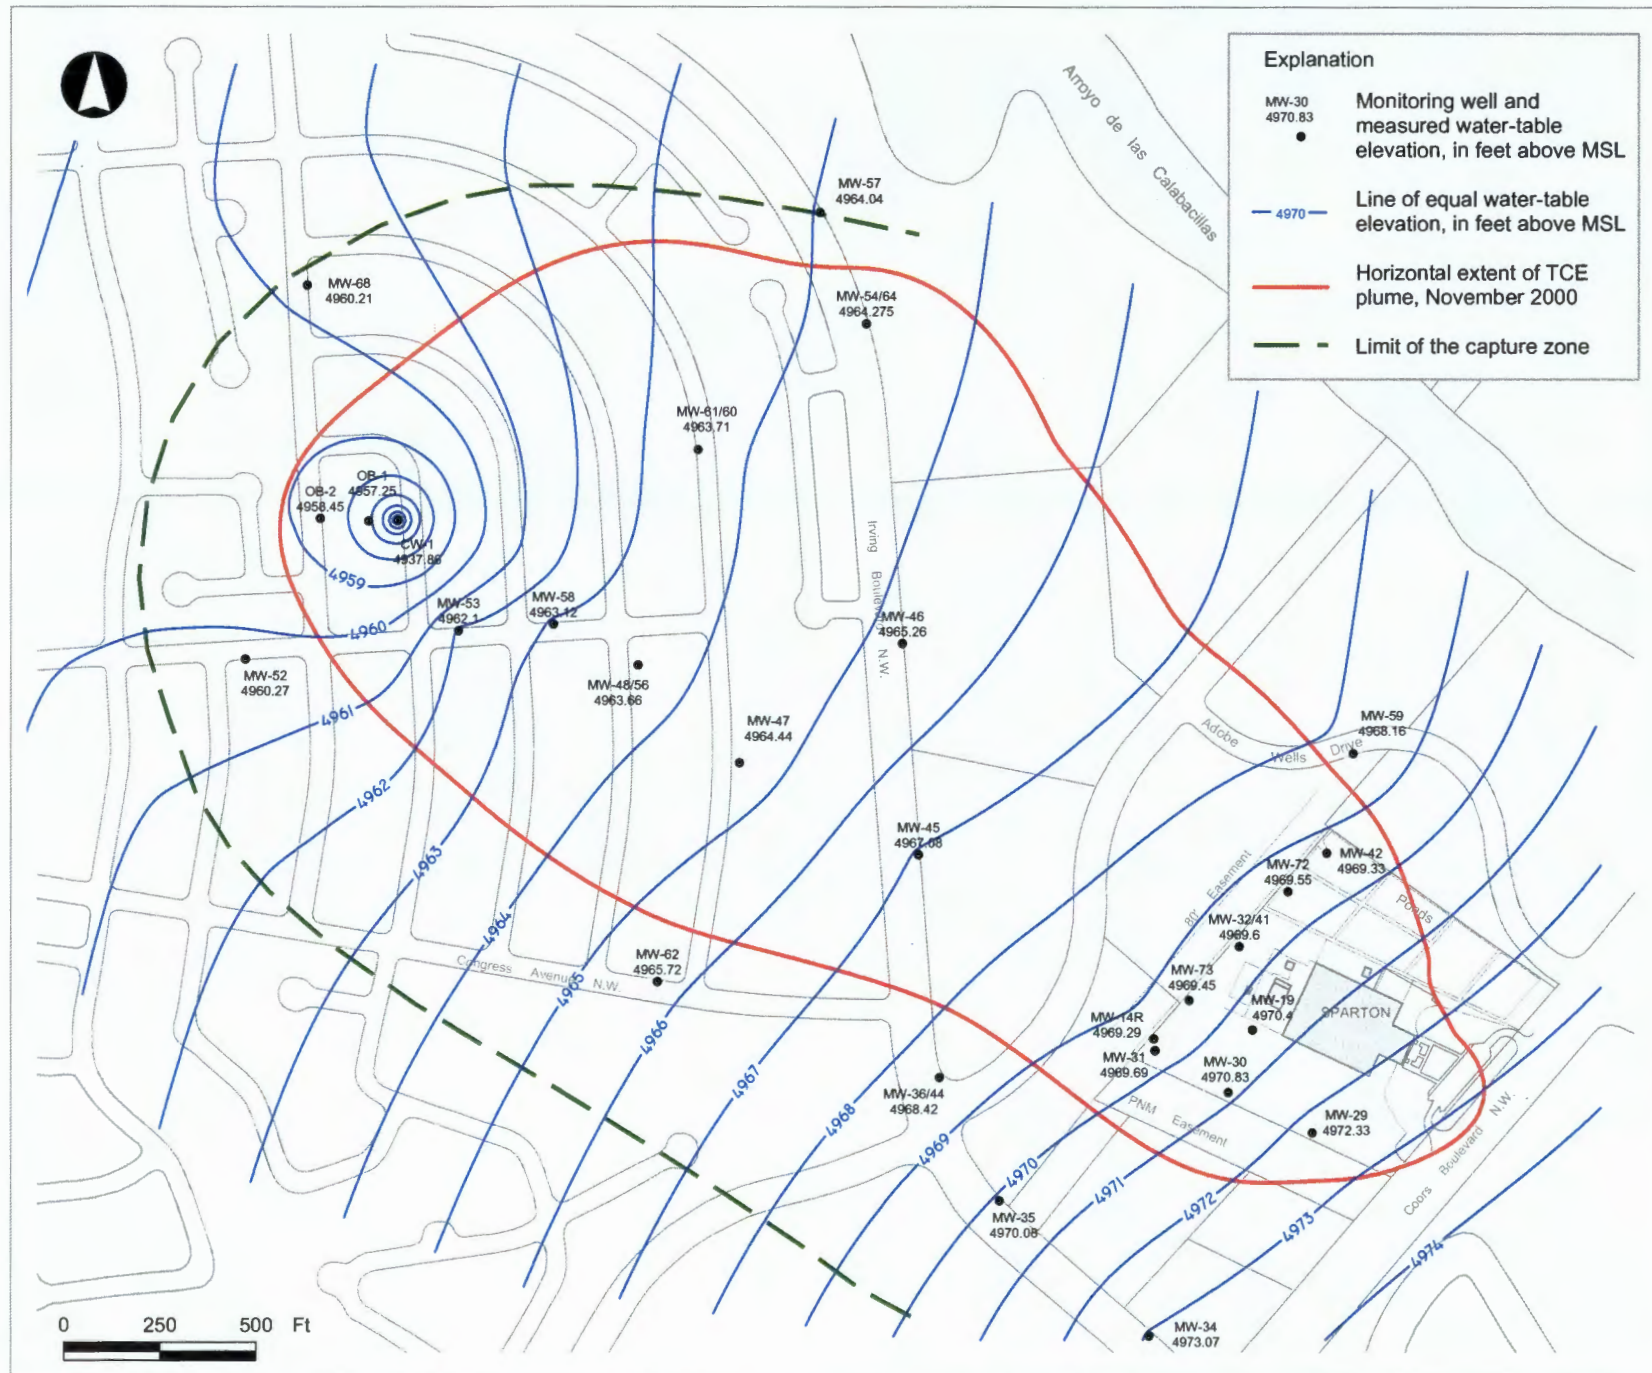 Explanation
MW-30
4970.83
Monitoring well and
measured water-table
elevation, in feet above MSL
4970
Line of equal water-table
elevation, in feet above MSL
Horizontal extent of TCE
plume, November 2000
Limit of the capture zone
Arroyo de las Calabacillas
MW-57
4964.04
MW-68
4960.21
MW-54/64
4964.275
MW-61/60
4963.71
OB-1
4957.25
OB-2
4958.45
CW-1
4937.86
4959
Irving Boulevard N.W.
MW-53
4962.1
MW-58
4963.12
4960
MW-46
4965.26
MW-52
4960.27
MW-48/56
4963.66
4961
MW-47
4964.44
MW-59
4968.16
Adobe Wells Drive
4962
MW-45
4967.08
4963
80' Easement
MW-42
4969.33
MW-72
4969.55
Ponds
4964
MW-32/41
4969.6
Congress Avenue N.W.
MW-62
4965.72
4965
MW-73
4969.45
MW-19
4970.4
SPARTON
MW-14R
4969.29
4966
MW-31
4969.69
MW-30
4970.83
4967
MW-36/44
4968.42
PNM Easement
MW-29
4972.33
4968
4969
4970
4971
4972
4973
4974
Coors Boulevard N.W.
MW-35
4970.08
MW-34
4973.07
0 250 500 Ft